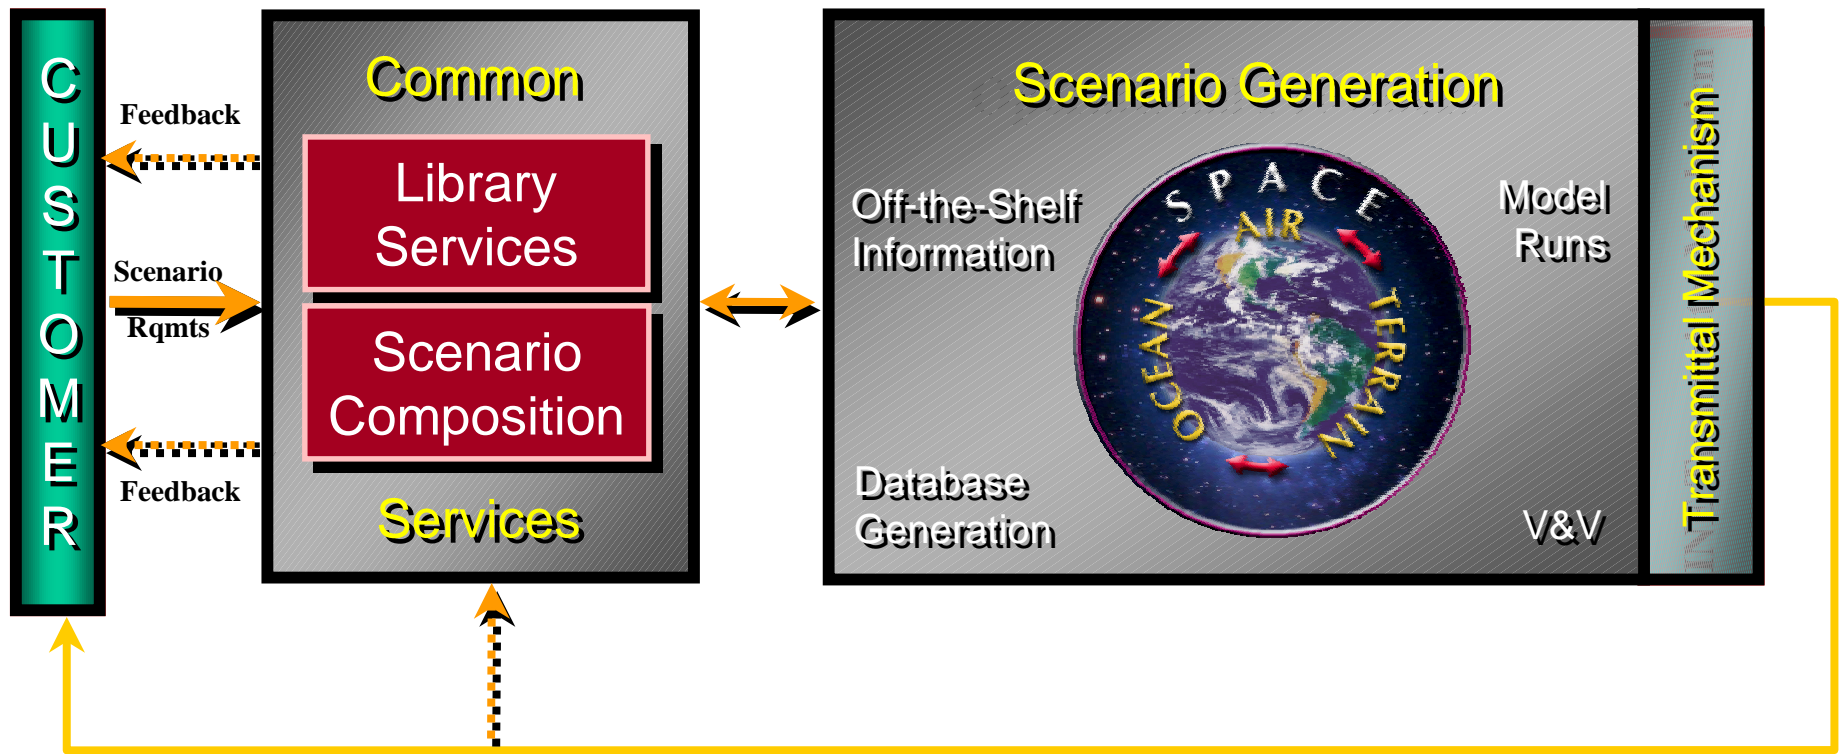 CUSTOMER
Feedback
Scenario
Rqmts
Feedback
Common
Library
Services
Scenario
Composition
Services
Scenario Generation
Off-the-Shelf
Information
Model
Runs
SPACE
AIR
OCEAN
TERRAIN
Database
Generation
V&V
Transmittal Mechanism